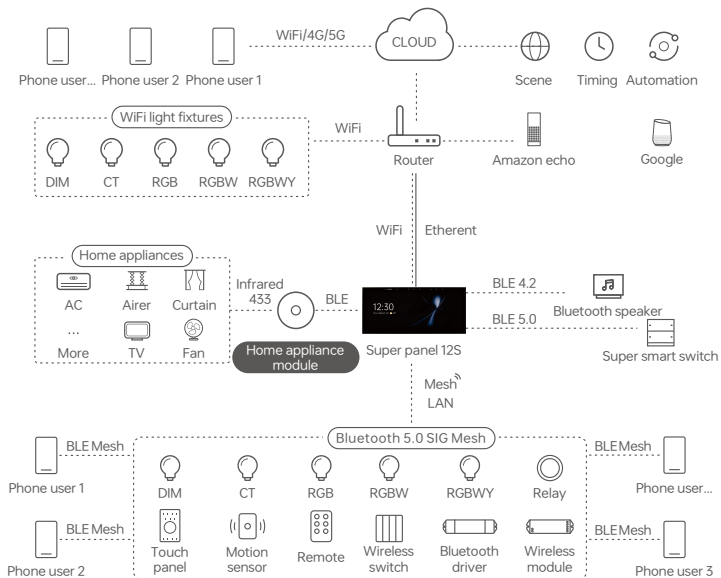 WiFi/4G/5G
CLOUD
Phone user... Phone user 2 Phone user 1
Scene Timing Automation
WiFi light fixtures
WiFi
DIM CT RGB RGBW RGBWY
Router
Amazon echo
Google
WiFi Etherent
Home appliances
AC Airer Curtain
...
More TV Fan
Infrared
433
BLE
Home appliance
module
12:30
Super panel 12S
BLE 4.2
Bluetooth speaker
BLE 5.0
Super smart switch
Mesh
LAN
Bluetooth 5.0 SIG Mesh
BLE Mesh
Phone user 1
BLE Mesh
Phone user 2
DIM CT RGB RGBW RGBWY Relay
Touch
panel
Motion
sensor
Remote
Wireless
switch
Bluetooth
driver
Wireless
module
BLEMesh
Phone user...
BLEMesh
Phone user 3